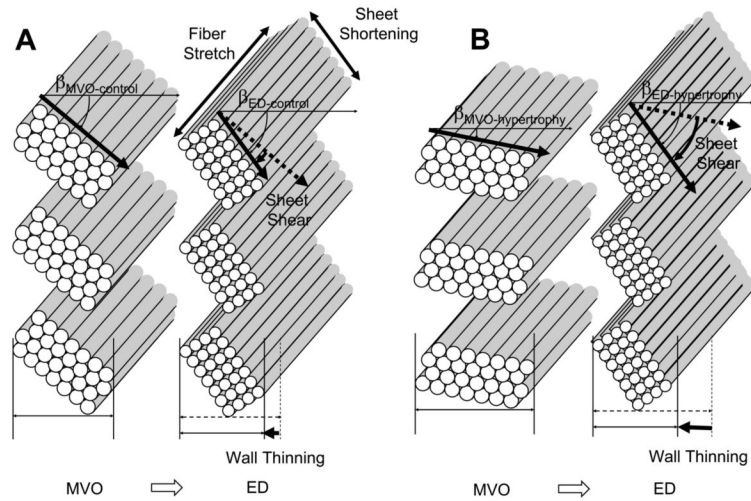 A
Fiber
Stretch
Sheet
Shortening
βMVO-control
βED-control
Sheet
Shear
Wall Thinning
MVO
ED
B
βMVO-hypertrophy
βED-hypertrophy
Sheet
Shear
Wall Thinning
MVO
ED